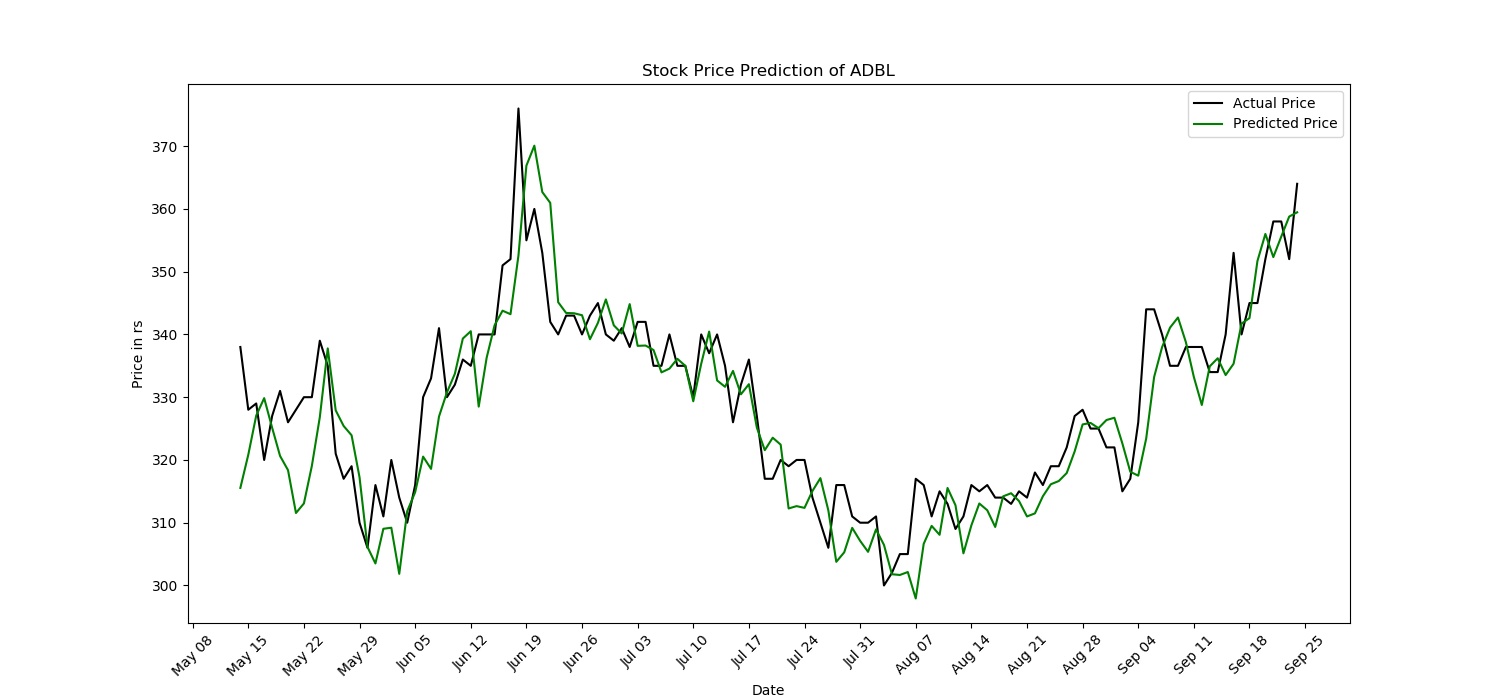 Stock Price Prediction of ADBL
Actual Price
Predicted Price
Price in rs
370
360
350
340
330
320
310
300
May 08
May 15
May 22
May 29
Jun 05
Jun 12
Jun 19
Jun 26
Jul 03
Jul 10
Jul 17
Jul 24
Jul 31
Aug 07
Aug 14
Aug 21
Aug 28
Sep 04
Sep 11
Sep 18
Sep 25
Date